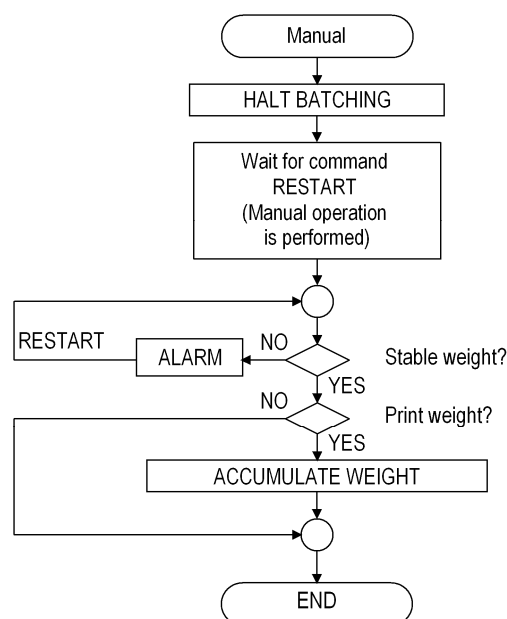 Manual
HALT BATCHING
Wait for command
RESTART
(Manual operation
is performed)
RESTART
ALARM
NO
Stable weight?
YES
NO
Print weight?
YES
ACCUMULATE WEIGHT
END